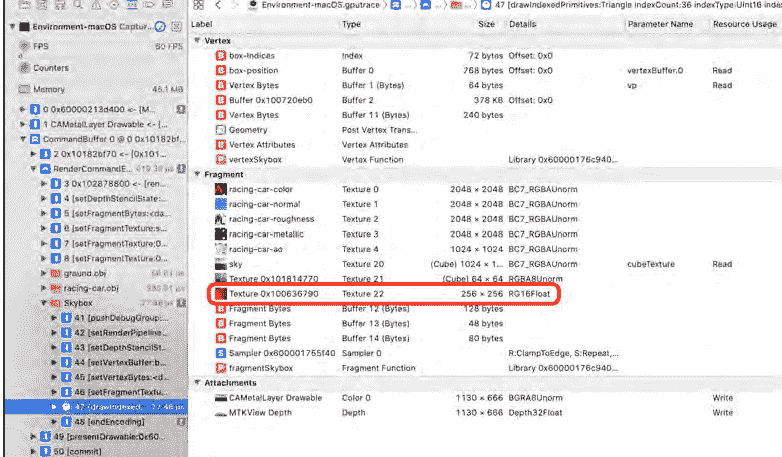 Environment-macOS Captur...
FPS 60 FPS
Counters
Memory 45.1 MB
0 0x60000213d400 <- [M...
1 CAMetalLayer Drawable <- [...
CommandBuffer 0 @ 0 0x10182bf...
2 0x10182bf70 <- [0x101...
RenderCommandE...
3 0x102878800 <- [ren...
4 [setDepthStencilState:...
5 [setFragmentBytes:<da...
6 [setFragmentTexture:s...
7 [setFragmentTexture:0...
8 [setFragmentTexture:0...
ground.obj
racing-car.obj
Skybox
41 [pushDebugGroup:...
42 [setRenderPipeline...
43 [setDepthStencilSt...
44 [setVertexBuffer:b...
45 [setVertexBytes:<d...
46 [setFragmentTextu...
47 [drawIndexed...
48 [endEncoding]
49 [presentDrawable:0x60...
50 [commit]
Environment-macOS.gputrace
47 [drawIndexedPrimitives:Triangle indexCount:36 indexType:UInt16 index
Label Type Size Details Parameter Name Resource Usage
Vertex
box-indices Index 72 bytes Offset: 0x0
box-position Buffer 0 768 bytes Offset: 0x0 vertexBuffer.0 Read
Vertex Bytes Buffer 1 (Bytes) 64 bytes vp Read
Buffer 0x100720eb0 Buffer 2 378 KB Offset: 0x0
Vertex Bytes Buffer 11 (Bytes) 240 bytes
Geometry Post Vertex Trans...
Vertex Attributes Vertex Attributes
vertexSkybox Vertex Function Library 0x60000176c940...
Fragment
racing-car-color Texture 0 2048 × 2048 BC7_RGBAUnorm
racing-car-normal Texture 1 2048 × 2048 BC7_RGBAUnorm
racing-car-roughness Texture 2 2048 × 2048 BC7_RGBAUnorm
racing-car-metallic Texture 3 2048 × 2048 BC7_RGBAUnorm
racing-car-ao Texture 4 1024 × 1024 BC7_RGBAUnorm
sky Texture 20 (Cube) 1024 × 1... BC7_RGBAUnorm cubeTexture Read
Texture 0x101814770 Texture 21 (Cube) 64 × 64 RGBA8Unorm
Texture 0x100636790 Texture 22 256 × 256 RG16Float
Fragment Bytes Buffer 12 (Bytes) 128 bytes
Fragment Bytes Buffer 13 (Bytes) 48 bytes
Fragment Bytes Buffer 14 (Bytes) 80 bytes
Sampler 0x600001755f40 Sampler 0 R:ClampToEdge, S:Repeat,...
fragmentSkybox Fragment Function Library 0x60000176c940...
Attachments
CAMetalLayer Drawable Color 0 1130 × 666 BGRA8Unorm Write
MTKView Depth Depth 1130 × 666 Depth32Float Write